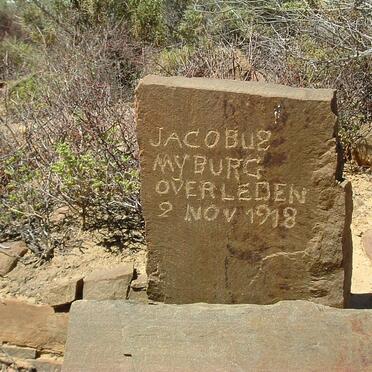 JACOBUS
MYBURG
OVERLEDEN
2 NOV 1918